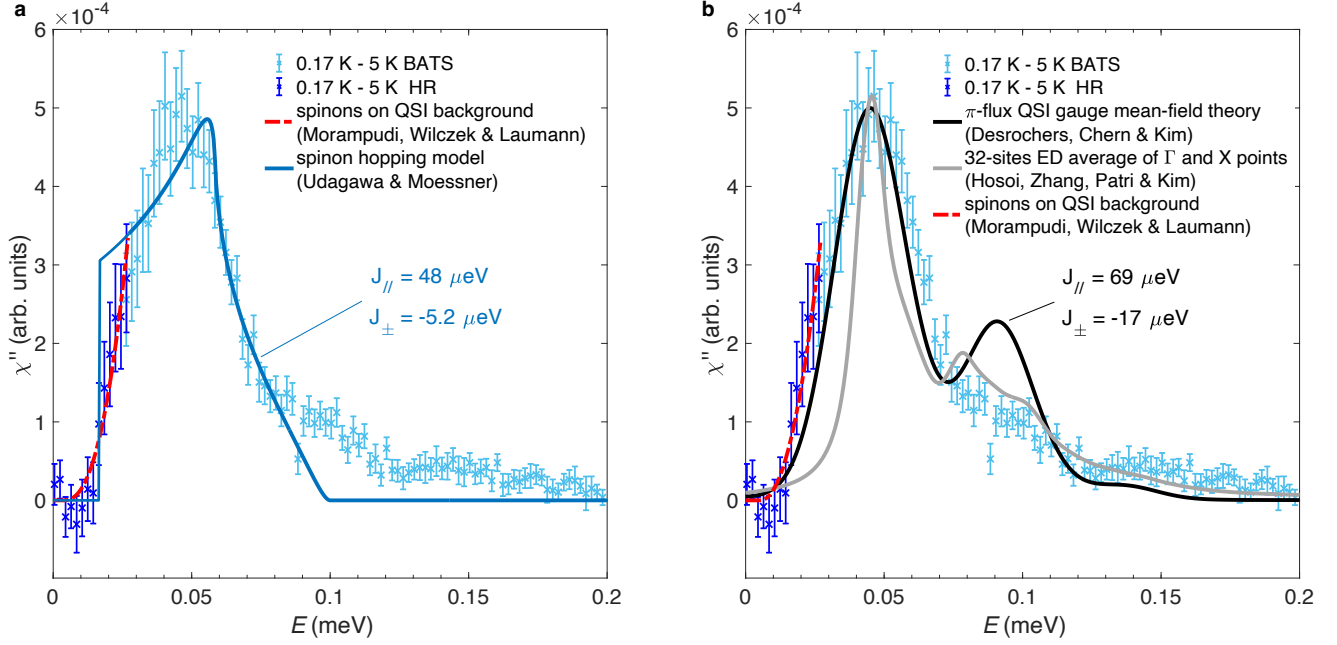 a
×10⁻⁴
6
5
4
3
2
1
0
χ'' (arb. units)
0.17 K - 5 K BATS
0.17 K - 5 K HR
spinons on QSI background
(Morampudi, Wilczek & Laumann)
spinon hopping model
(Udagawa & Moessner)
J// = 48 μeV
J± = -5.2 μeV
0 0.05 0.1 0.15 0.2
E (meV)
b
×10⁻⁴
6
5
4
3
2
1
0
χ'' (arb. units)
0.17 K - 5 K BATS
0.17 K - 5 K HR
π-flux QSI gauge mean-field theory
(Desrochers, Chern & Kim)
32-sites ED average of Γ and X points
(Hosoi, Zhang, Patri & Kim)
spinons on QSI background
(Morampudi, Wilczek & Laumann)
J// = 69 μeV
J± = -17 μeV
0 0.05 0.1 0.15 0.2
E (meV)